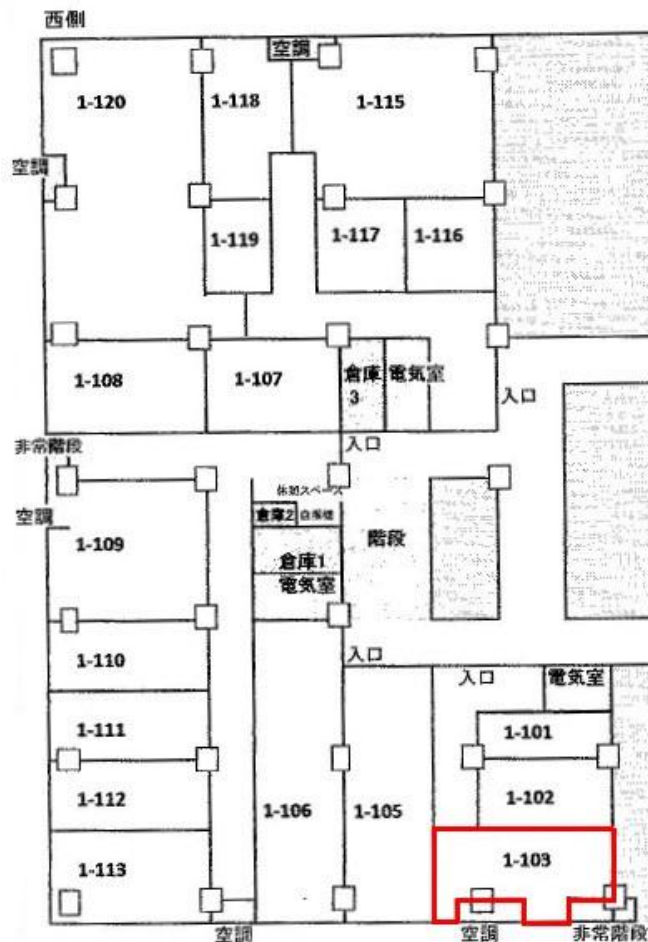 西側
空調
1-120
1-118
1-115
空調
1-119
1-117
1-116
1-108
1-107
倉庫3
電気室
入口
入口
非常階段
休憩スペース
倉庫2
自販機
空調
階段
1-109
倉庫1
電気室
1-110
入口
入口
電気室
1-111
1-101
1-112
1-106
1-105
1-102
1-113
1-103
空調
空調
非常階段